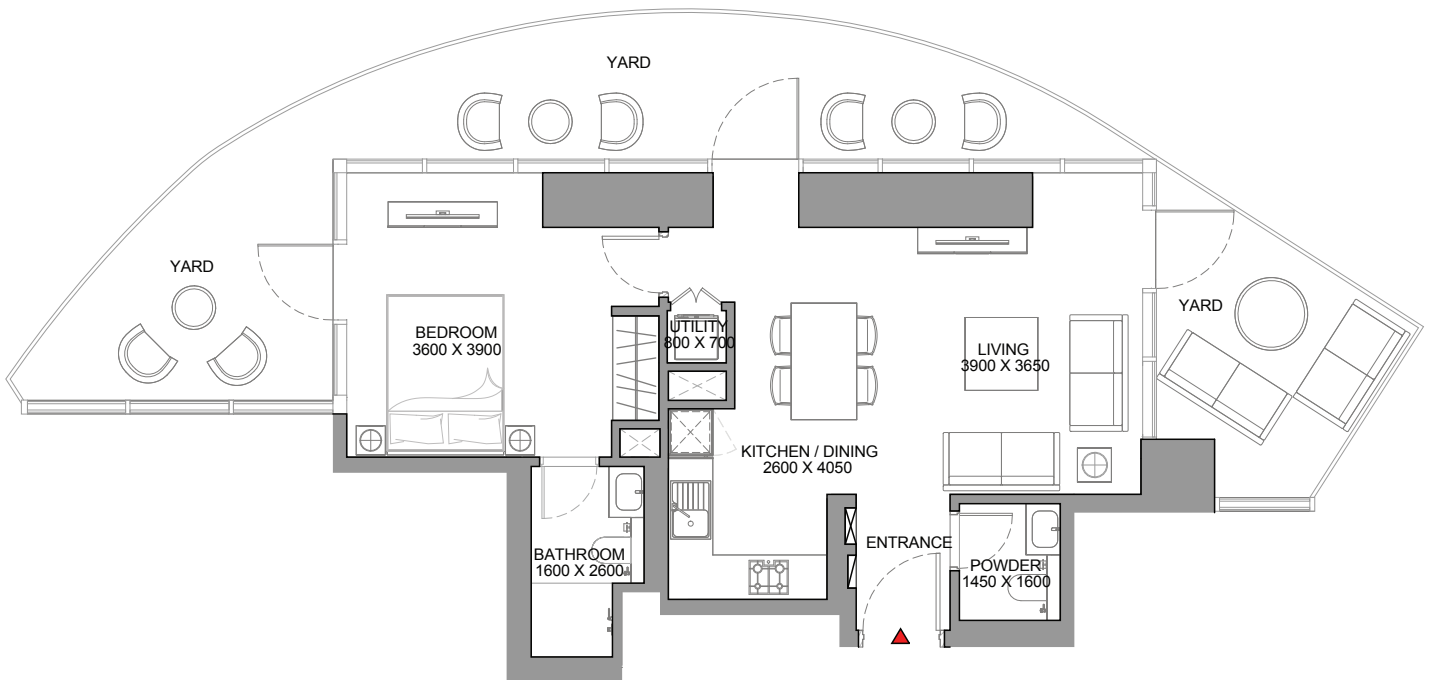 YARD
YARD
YARD
BEDROOM
3600 X 3900
UTILITY
800 X 700
LIVING
3900 X 3650
KITCHEN / DINING
2600 X 4050
ENTRANCE
BATHROOM
1600 X 2600
POWDER
1450 X 1600